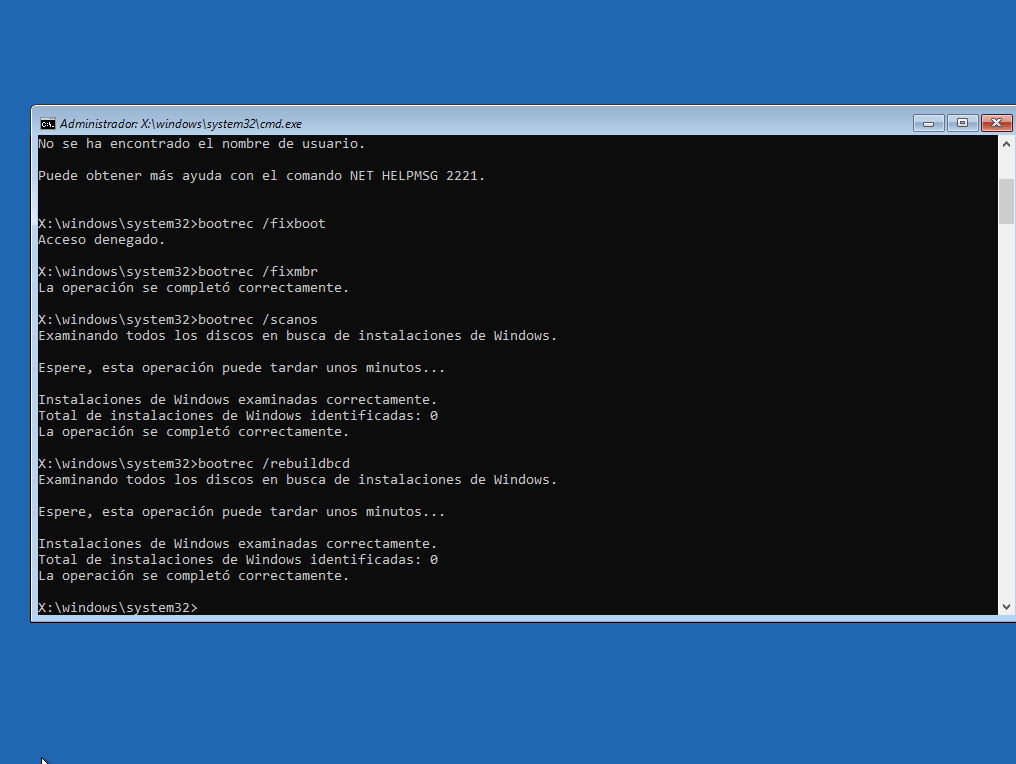 Administrador: X:\windows\system32\cmd.exe
No se ha encontrado el nombre de usuario.
Puede obtener más ayuda con el comando NET HELPMSG 2221.
X:\windows\system32>bootrec /fixboot
Acceso denegado.
X:\windows\system32>bootrec /fixmbr
La operación se completó correctamente.
X:\windows\system32>bootrec /scanos
Examinando todos los discos en busca de instalaciones de Windows.
Espere, esta operación puede tardar unos minutos...
Instalaciones de Windows examinadas correctamente.
Total de instalaciones de Windows identificadas: 0
La operación se completó correctamente.
X:\windows\system32>bootrec /rebuildbcd
Examinando todos los discos en busca de instalaciones de Windows.
Espere, esta operación puede tardar unos minutos...
Instalaciones de Windows examinadas correctamente.
Total de instalaciones de Windows identificadas: 0
La operación se completó correctamente.
X:\windows\system32>